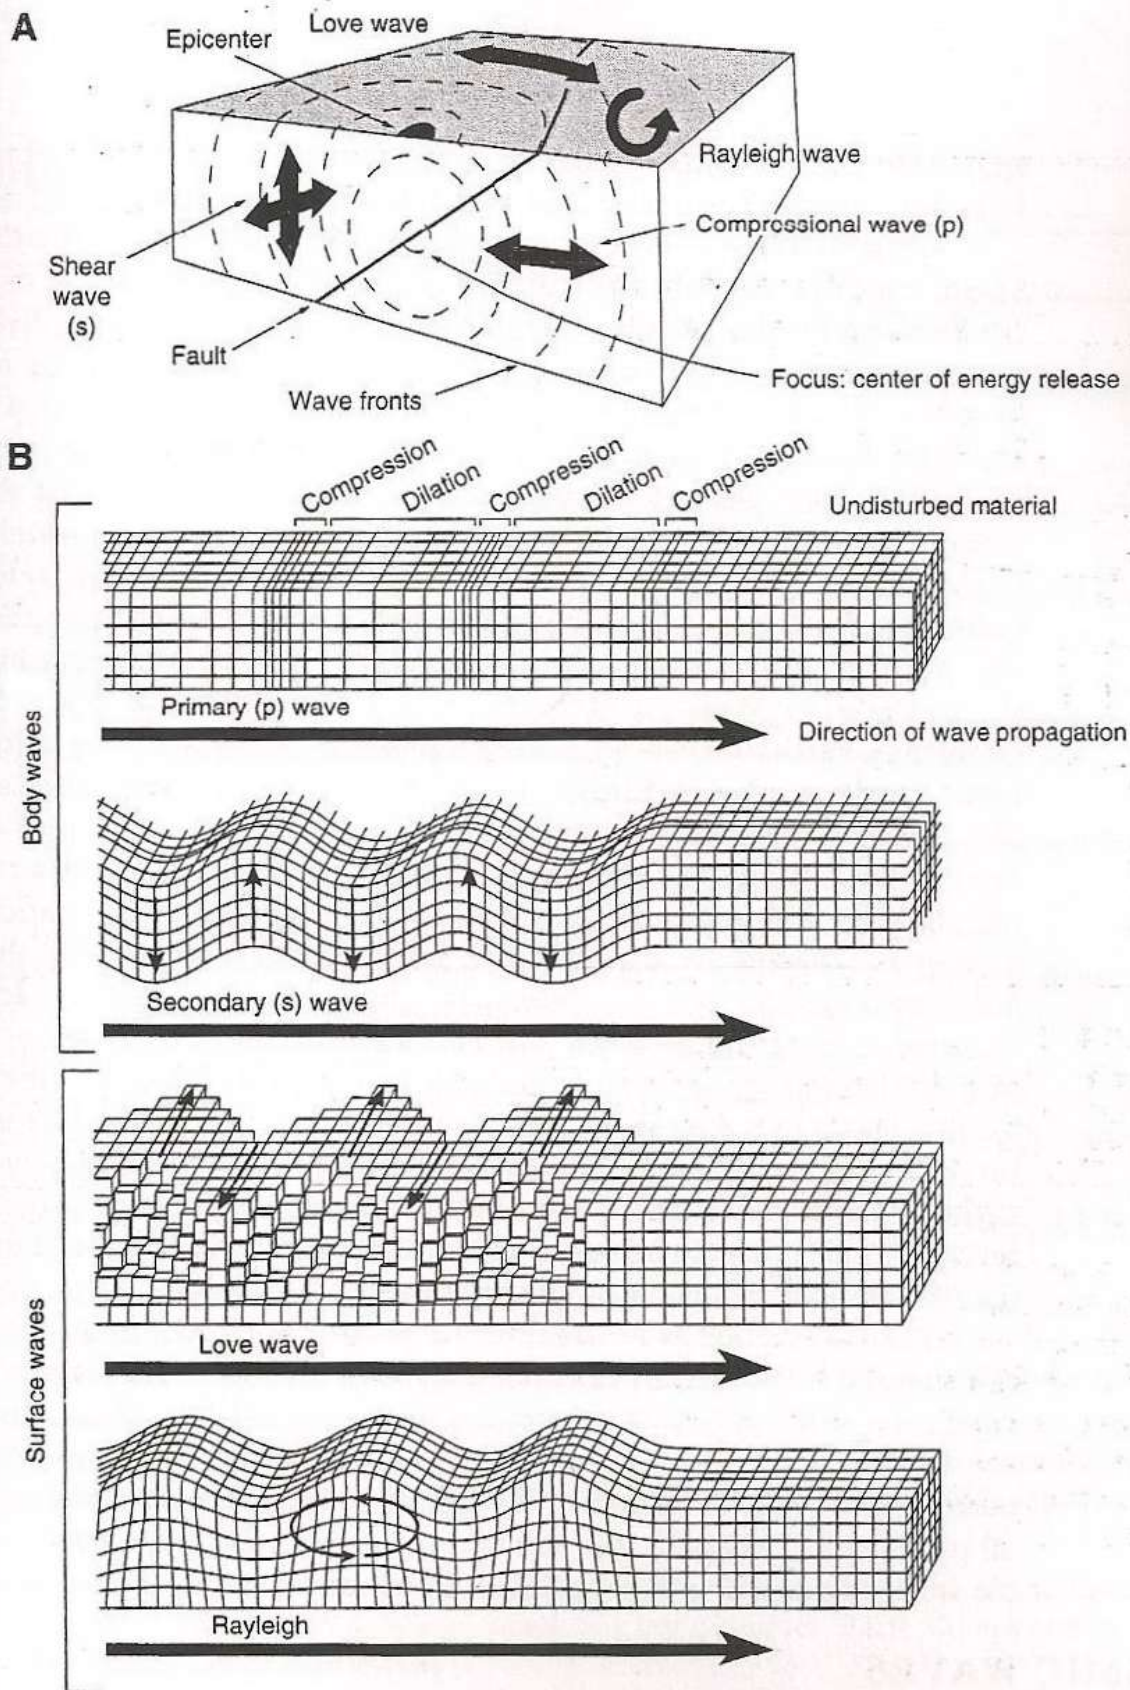 A
Love wave
Epicenter
Rayleigh wave
Compressional wave (p)
Shear
wave
(s)
Fault
Focus: center of energy release
Wave fronts
B
Compression
Dilation
Compression
Dilation
Compression
Undisturbed material
Body waves
Primary (p) wave
Direction of wave propagation
Secondary (s) wave
Surface waves
Love wave
Rayleigh